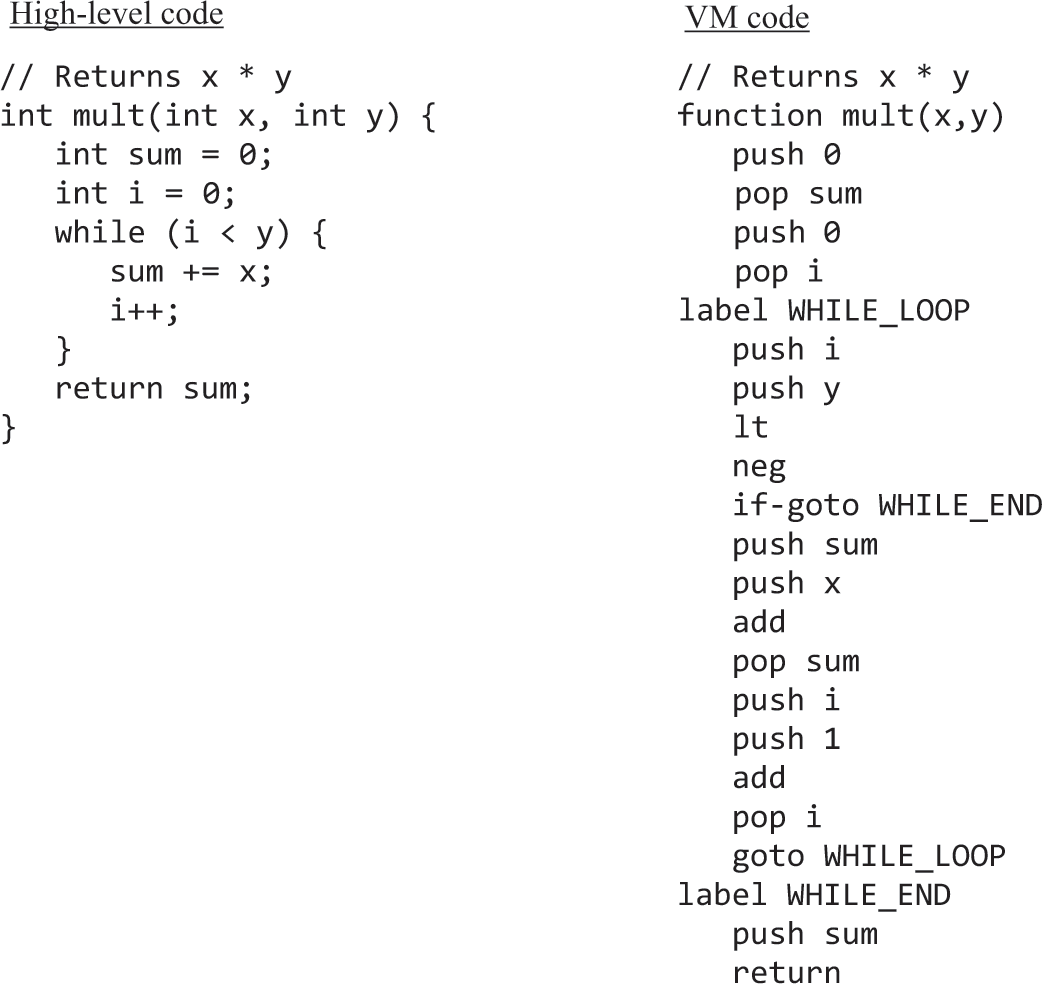 High-level code
// Returns x * y
int mult(int x, int y) {
   int sum = 0;
   int i = 0;
   while (i < y) {
      sum += x;
      i++;
   }
   return sum;
}
VM code
// Returns x * y
function mult(x,y)
   push 0
   pop sum
   push 0
   pop i
label WHILE_LOOP
   push i
   push y
   lt
   neg
   if-goto WHILE_END
   push sum
   push x
   add
   pop sum
   push i
   push 1
   add
   pop i
   goto WHILE_LOOP
label WHILE_END
   push sum
   return